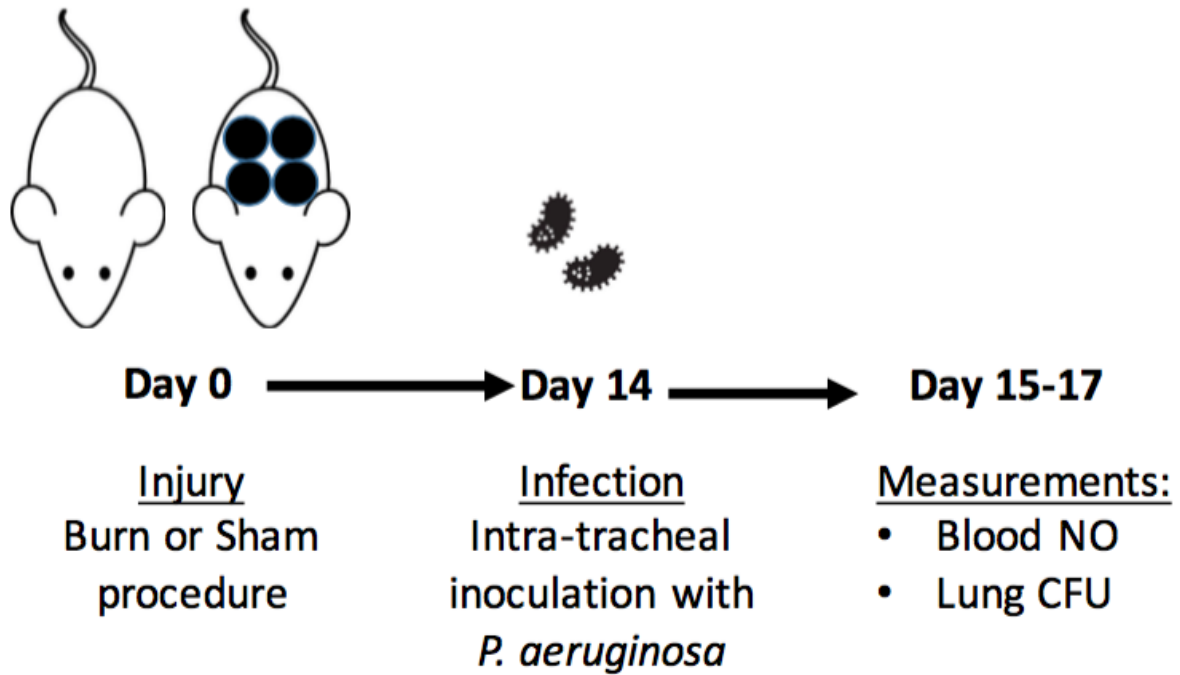 Day 0
Day 14
Day 15-17
Injury
Burn or Sham
procedure
Infection
Intra-tracheal
inoculation with
P. aeruginosa
Measurements:
• Blood NO
• Lung CFU